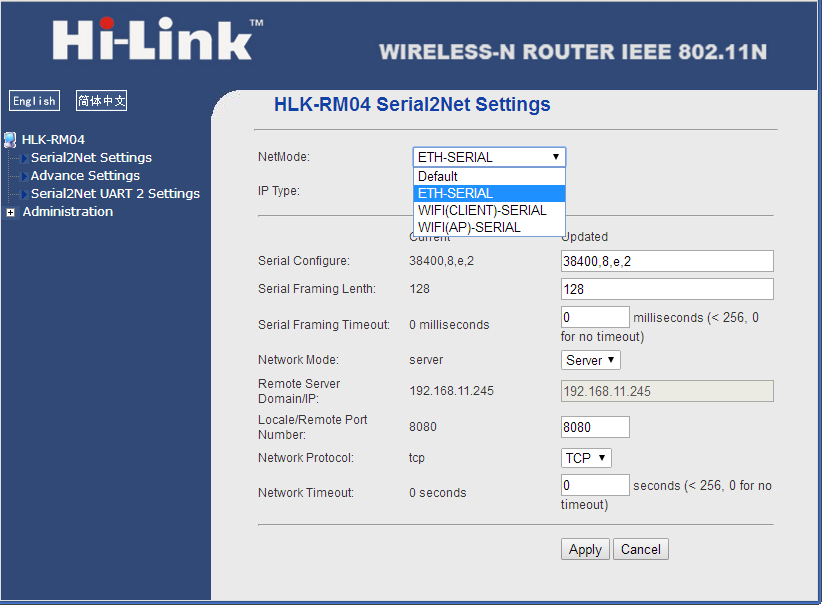 Hi-Link™
WIRELESS-N ROUTER IEEE 802.11N
English 简体中文
HLK-RM04
Serial2Net Settings
Advance Settings
Serial2Net UART 2 Settings
Administration
HLK-RM04 Serial2Net Settings
NetMode: ETH-SERIAL
Default
ETH-SERIAL
WIFI(CLIENT)-SERIAL
WIFI(AP)-SERIAL
IP Type:
Current Updated
Serial Configure: 38400,8,e,2 38400,8,e,2
Serial Framing Lenth: 128 128
Serial Framing Timeout: 0 milliseconds 0 milliseconds (< 256, 0
for no timeout)
Network Mode: server Server
Remote Server
Domain/IP: 192.168.11.245 192.168.11.245
Locale/Remote Port
Number: 8080 8080
Network Protocol: tcp TCP
Network Timeout: 0 seconds 0 seconds (< 256, 0 for no
timeout)
Apply Cancel